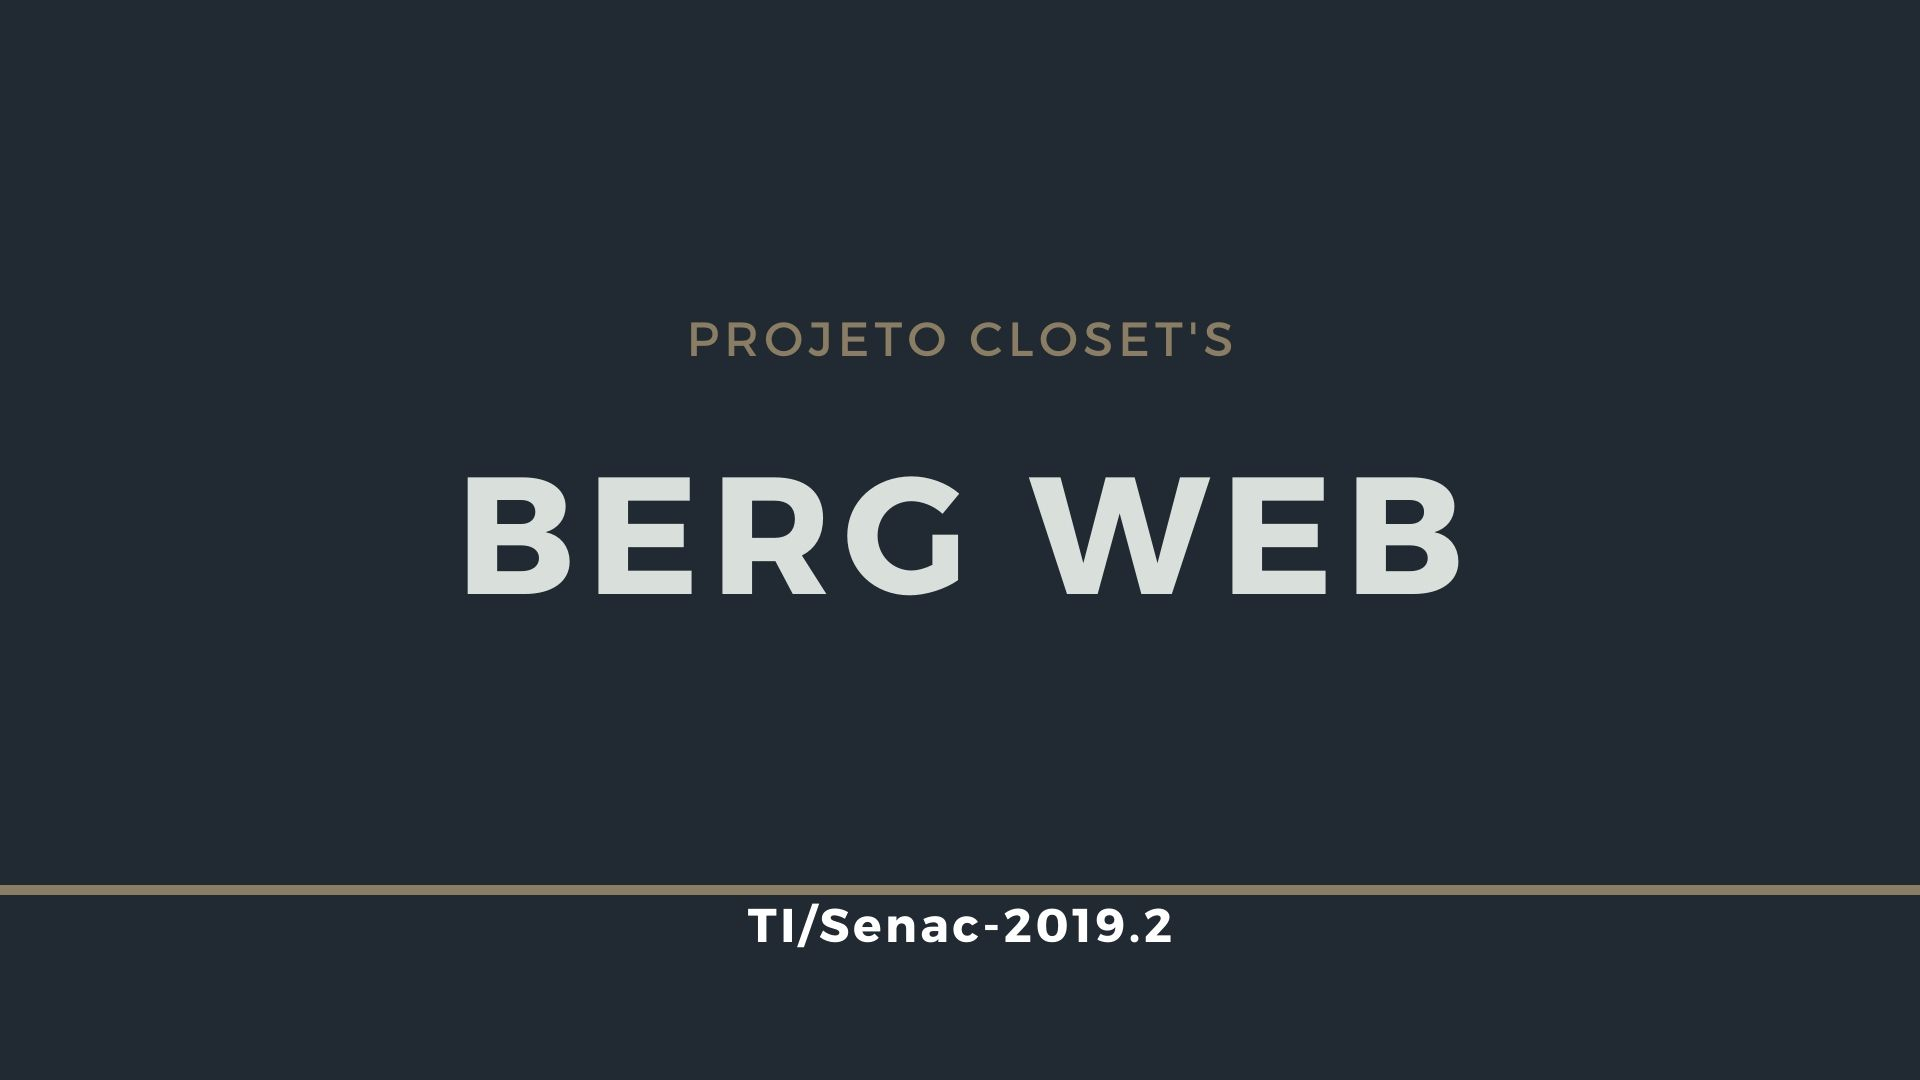 PROJETO CLOSET'S
BERG WEB
TI/Senac-2019.2